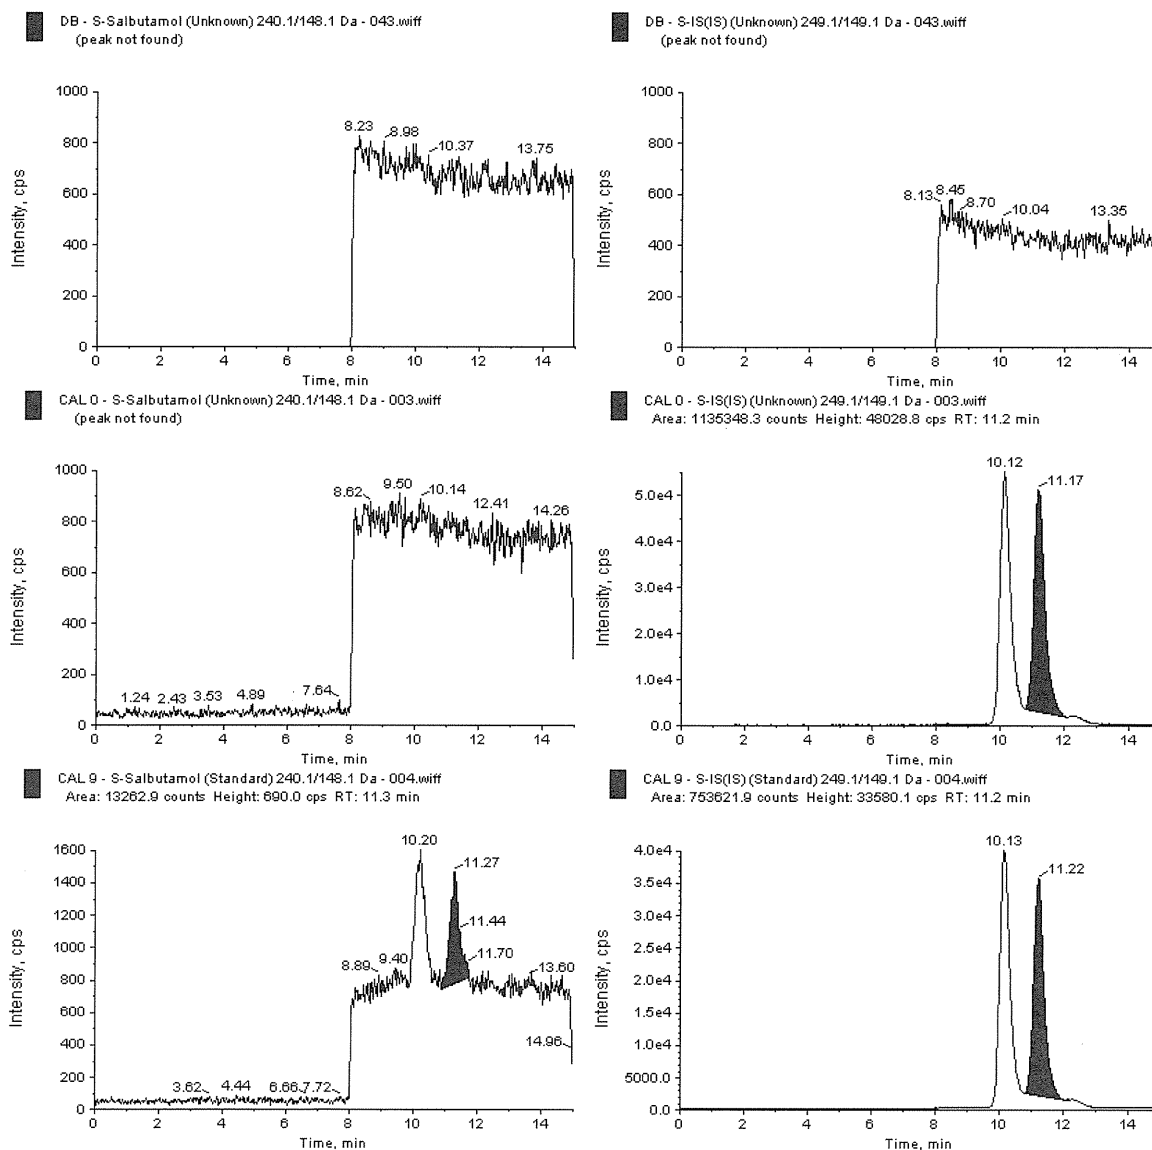 DB - S-Salbutamol (Unknown) 240.1/148.1 Da - 043.wiff
(peak not found)
1000
800
600
400
200
0
Intensity, cps
8.23
8.98
10.37
13.75
0 2 4 6 8 10 12 14
Time, min
DB - S-IS(IS) (Unknown) 249.1/149.1 Da - 043.wiff
(peak not found)
1000
800
600
400
200
0
Intensity, cps
8.13
8.45
8.70
10.04
13.35
0 2 4 6 8 10 12 14
Time, min
CAL 0 - S-Salbutamol (Unknown) 240.1/148.1 Da - 003.wiff
(peak not found)
1000
800
600
400
200
0
Intensity, cps
1.24
2.43
3.53
4.89
7.64
8.62
9.50
10.14
12.41
14.26
0 2 4 6 8 10 12 14
Time, min
CAL 0 - S-IS(IS) (Unknown) 249.1/149.1 Da - 003.wiff
Area: 1135348.3 counts Height: 48028.8 cps RT: 11.2 min
5.0e4
4.0e4
3.0e4
2.0e4
1.0e4
0.0
Intensity, cps
10.12
11.17
0 2 4 6 8 10 12 14
Time, min
CAL 9 - S-Salbutamol (Standard) 240.1/148.1 Da - 004.wiff
Area: 13262.9 counts Height: 690.0 cps RT: 11.3 min
1600
1400
1200
1000
800
600
400
200
0
Intensity, cps
3.62
4.44
6.66
7.72
8.89
9.40
10.20
11.27
11.44
11.70
13.60
14.96
0 2 4 6 8 10 12 14
Time, min
CAL 9 - S-IS(IS) (Standard) 249.1/149.1 Da - 004.wiff
Area: 753621.9 counts Height: 33580.1 cps RT: 11.2 min
4.0e4
3.5e4
3.0e4
2.5e4
2.0e4
1.5e4
1.0e4
5000.0
0.0
Intensity, cps
10.13
11.22
0 2 4 6 8 10 12 14
Time, min